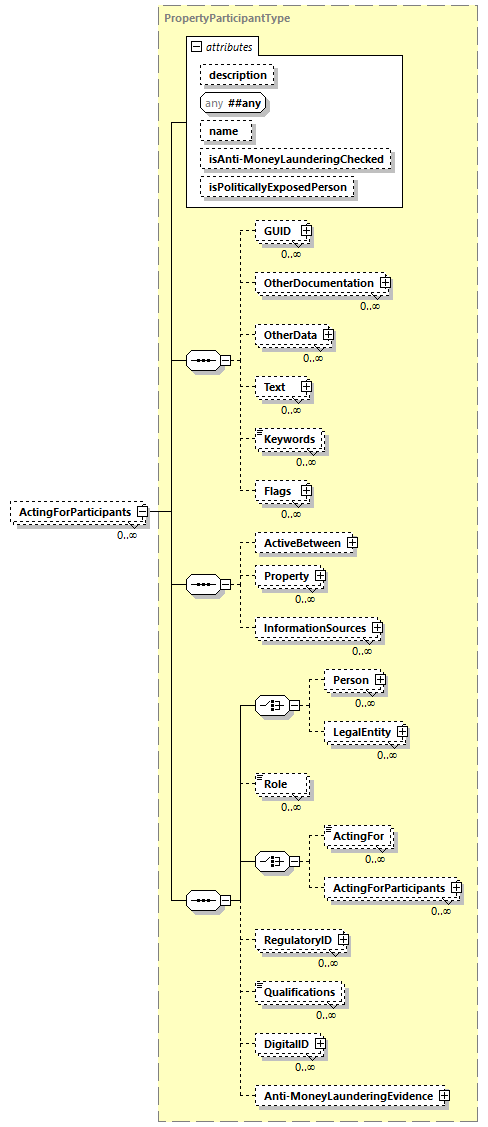 PropertyParticipantType
attributes
description
any ##any
name
isAnti-MoneyLaunderingChecked
isPoliticallyExposedPerson
GUID
0..∞
OtherDocumentation
0..∞
OtherData
0..∞
Text
0..∞
Keywords
0..∞
Flags
0..∞
ActingForParticipants
0..∞
ActiveBetween
Property
0..∞
InformationSources
0..∞
Person
0..∞
LegalEntity
0..∞
Role
0..∞
ActingFor
0..∞
ActingForParticipants
0..∞
RegulatoryID
0..∞
Qualifications
0..∞
DigitalID
0..∞
Anti-MoneyLaunderingEvidence